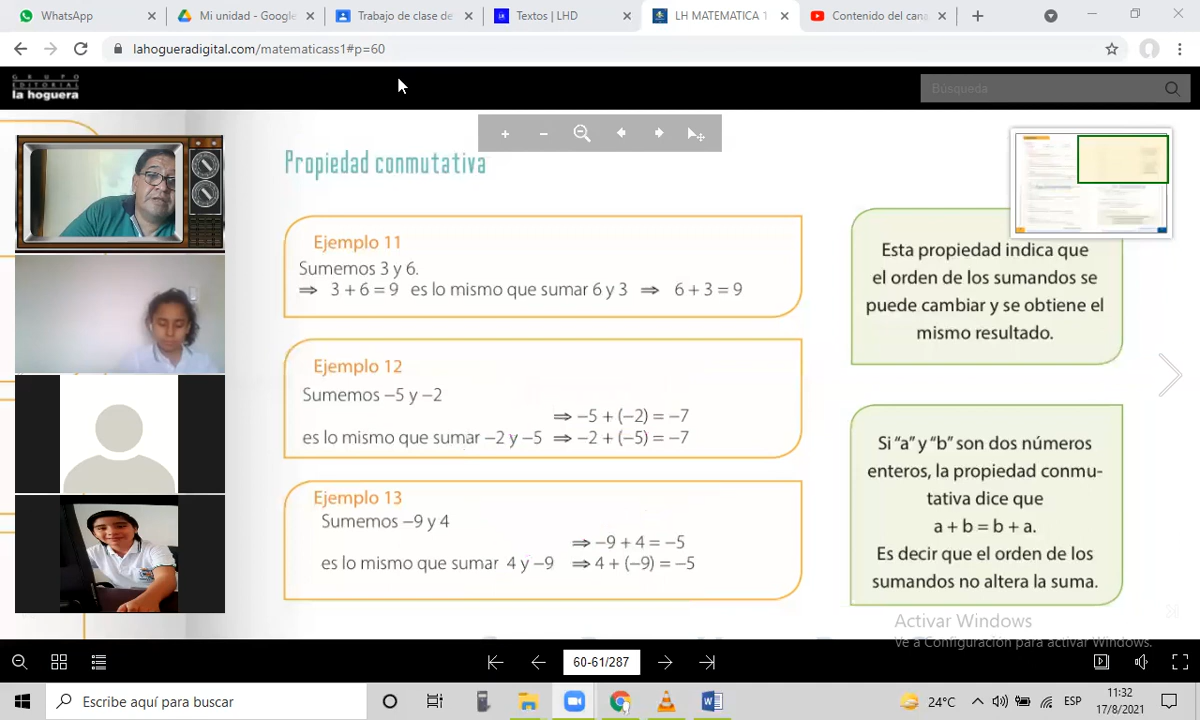 WhatsApp
Mi unidad - Google
Trabajo de clase de
Textos | LHD
LH MATEMATICA 1
Contenido del cana
lahogueradigital.com/matematicass1#p=60
GRUPO
EDITORIAL
la hoguera
Búsqueda
Propiedad conmutativa
Ejemplo 11
Sumemos 3 y 6.
⇒ 3 + 6 = 9 es lo mismo que sumar 6 y 3 ⇒ 6 + 3 = 9
Ejemplo 12
Sumemos −5 y −2
⇒ −5 + (−2) = −7
es lo mismo que sumar −2 y −5 ⇒ −2 + (−5) = −7
Ejemplo 13
Sumemos −9 y 4
⇒ −9 + 4 = −5
es lo mismo que sumar 4 y −9 ⇒ 4 + (−9) = −5
Esta propiedad indica que
el orden de los sumandos se
puede cambiar y se obtiene el
mismo resultado.
Si "a" y "b" son dos números
enteros, la propiedad conmu-
tativa dice que
a + b = b + a.
Es decir que el orden de los
sumandos no altera la suma.
Activar Windows
Ve a Configuración para activar Windows.
60-61/287
Escribe aquí para buscar
24°C
ESP
11:32
17/8/2021